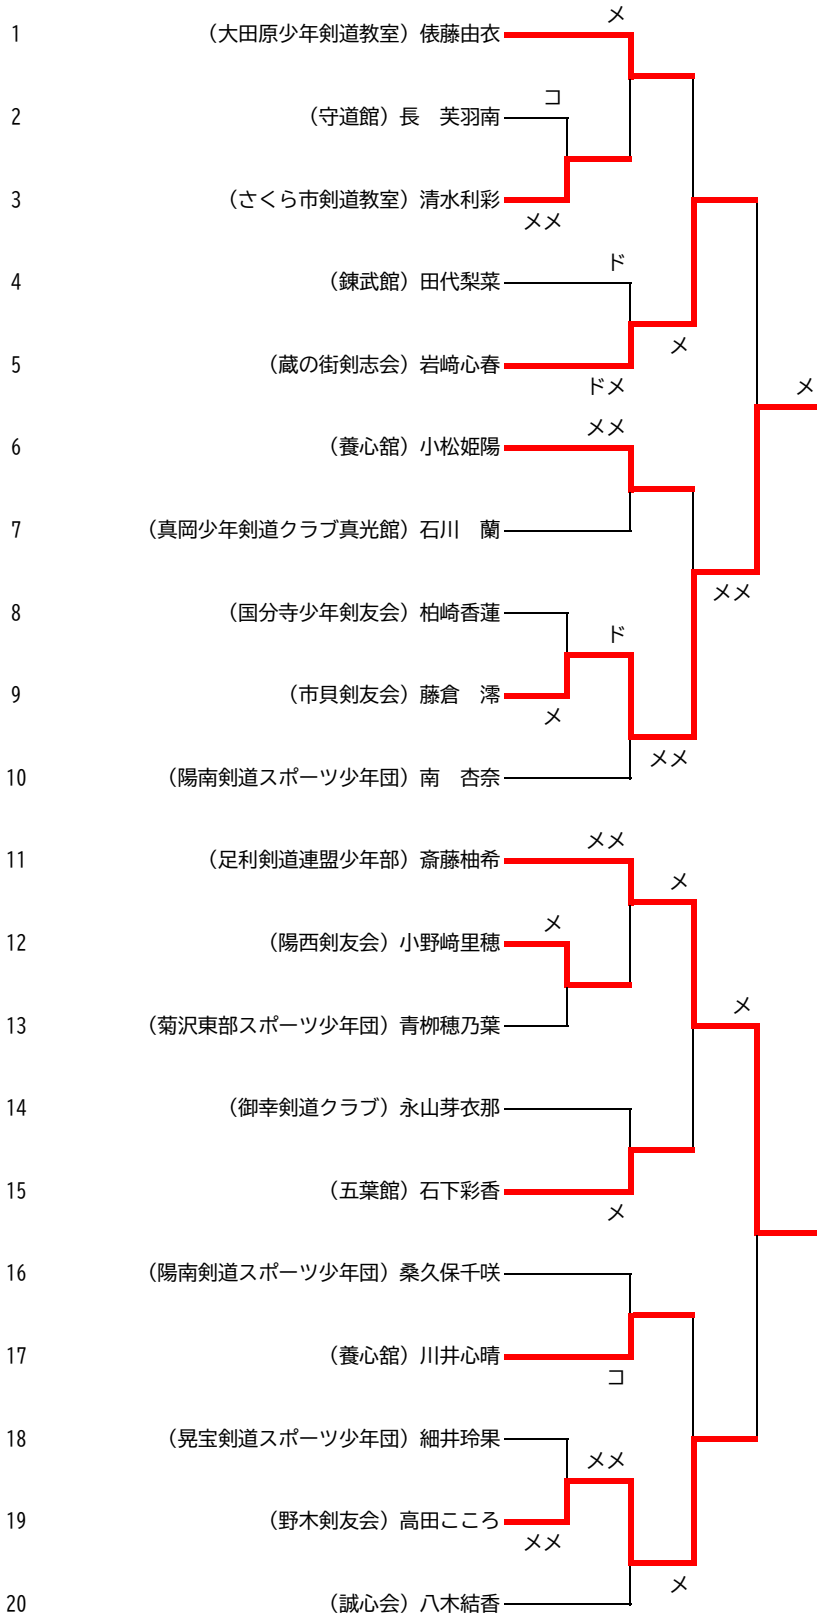 メ
1 （大田原少年剣道教室）俵藤由衣
コ
2 （守道館）長　芙羽南
3 （さくら市剣道教室）清水利彩
メメ
ド
4 （錬武館）田代梨菜
メ
5 （蔵の街剣志会）岩﨑心春
ドメ
メ
メメ
6 （養心舘）小松姫陽
7 （真岡少年剣道クラブ真光館）石川　蘭
メメ
8 （国分寺少年剣友会）柏崎香蓮
ド
9 （市貝剣友会）藤倉　澪
メ
メメ
10 （陽南剣道スポーツ少年団）南　杏奈
メメ
11 （足利剣道連盟少年部）斎藤柚希
メ
メ
12 （陽西剣友会）小野﨑里穂
メ
13 （菊沢東部スポーツ少年団）青栁穂乃葉
14 （御幸剣道クラブ）永山芽衣那
15 （五葉館）石下彩香
メ
16 （陽南剣道スポーツ少年団）桑久保千咲
17 （養心舘）川井心晴
コ
18 （晃宝剣道スポーツ少年団）細井玲果
メメ
19 （野木剣友会）高田こころ
メメ
メ
20 （誠心会）八木結香